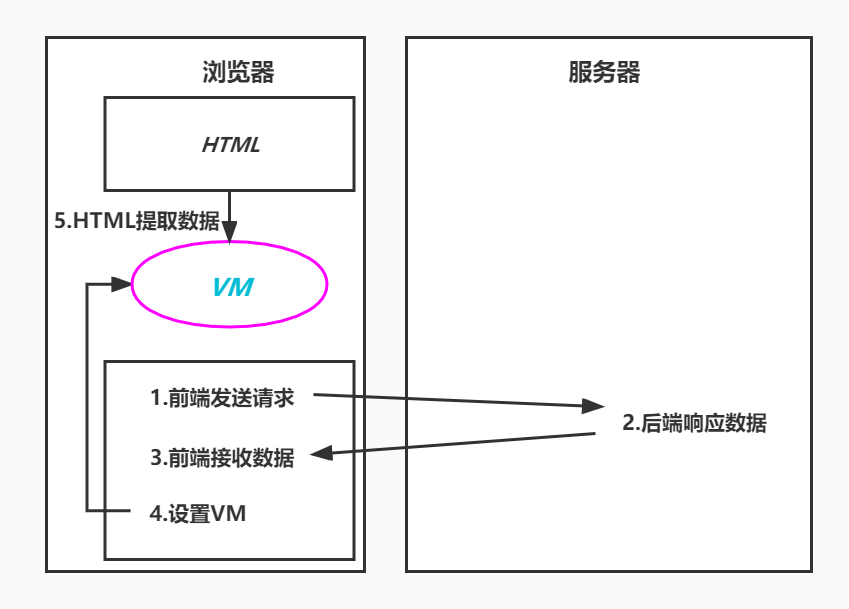 浏览器
服务器
HTML
5.HTML提取数据
VM
1.前端发送请求
2.后端响应数据
3.前端接收数据
4.设置VM